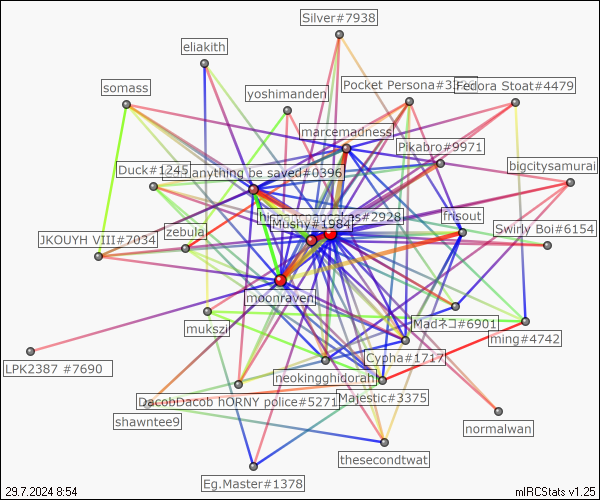 Silver#7938
eliakith
Pocket Persona#3
Fedora Stoat#4479
somass
yoshimanden
marcemadness
Pikabro#9971
Duck#1245
anything be saved#0396
bigcitysamurai
#2928
frisout
Mushy#1984
zebula
Swirly Boi#6154
JKOUYH VIII#7034
moonraven
mukszi
Madネコ#6901
ming#4742
Cypha#1717
LPK2387 #7690
neokingghidorah
DacobDacob hORNY police#5271
Majestic#3375
shawntee9
normalwan
thesecondtwat
Eg.Master#1378
29.7.2024 8:54
mIRCStats v1.25